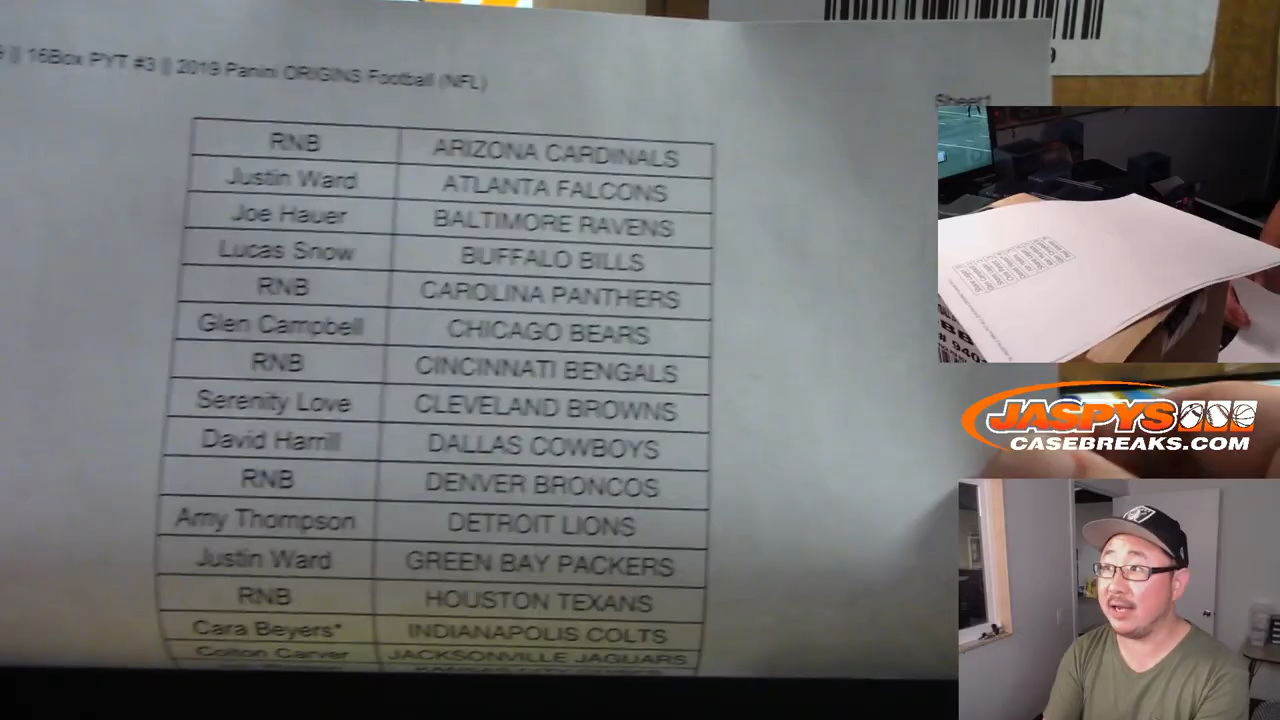 9 || 16Box PYT #3 || 2019 Panini ORIGINS Football (NFL)
Sheet1
RNB ARIZONA CARDINALS
Justin Ward ATLANTA FALCONS
Joe Hauer BALTIMORE RAVENS
Lucas Snow BUFFALO BILLS
RNB CAROLINA PANTHERS
Glen Campbell CHICAGO BEARS
RNB CINCINNATI BENGALS
Serenity Love CLEVELAND BROWNS
David Harrill DALLAS COWBOYS
RNB DENVER BRONCOS
Amy Thompson DETROIT LIONS
Justin Ward GREEN BAY PACKERS
RNB HOUSTON TEXANS
Cara Beyers* INDIANAPOLIS COLTS
Colton Carver JACKSONVILLE JAGUARS
JASPYS
CASEBREAKS.COM